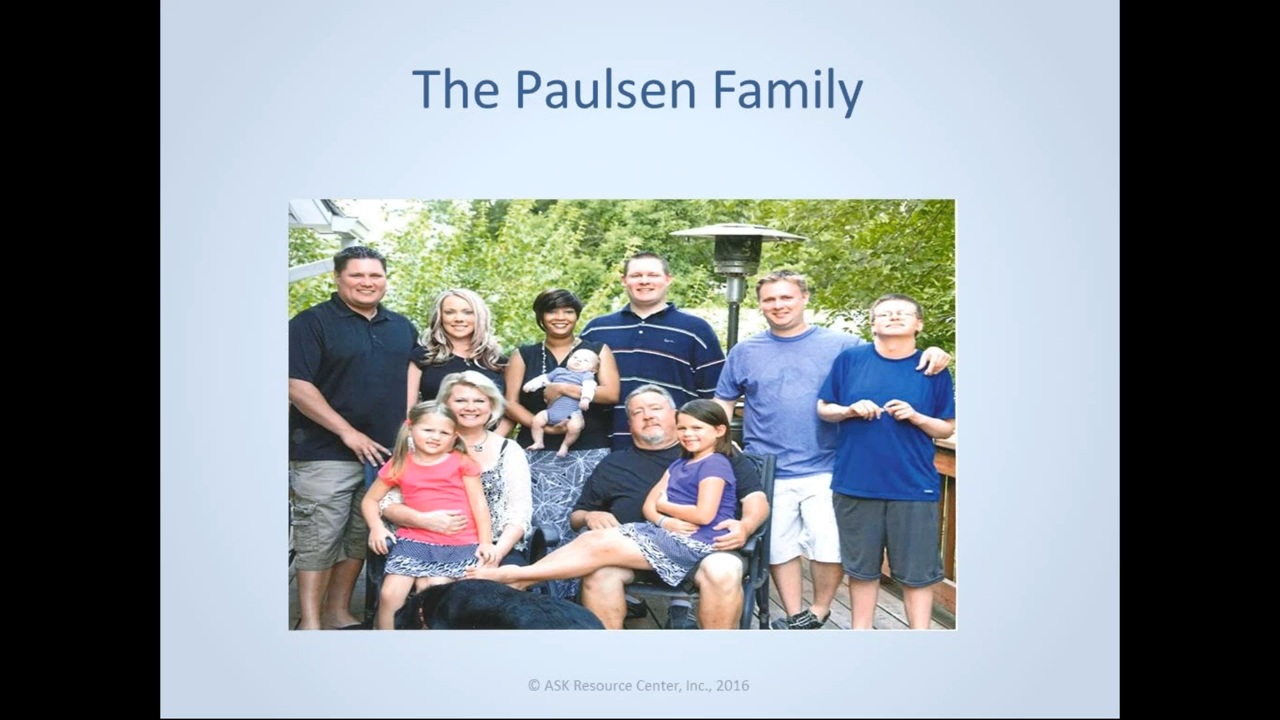 The Paulsen Family
© ASK Resource Center, Inc., 2016